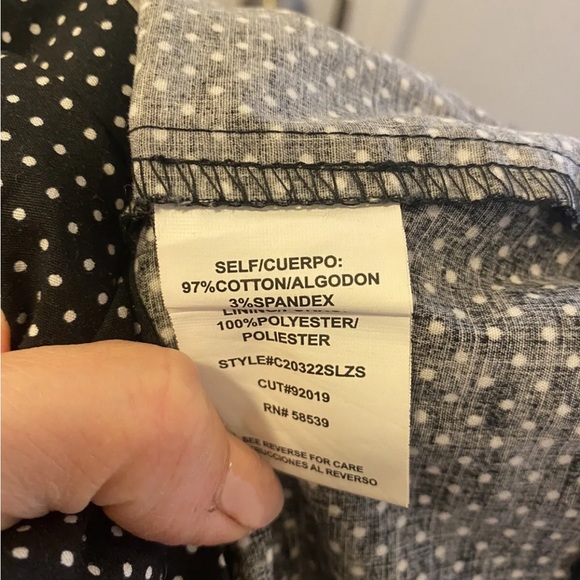 SELF/CUERPO:
97%COTTON/ALGODON
3%SPANDEX
100%POLYESTER/
POLIESTER
STYLE#C20322SLZS
CUT#92019
RN# 58539
SEE REVERSE FOR CARE
AL REVERSO